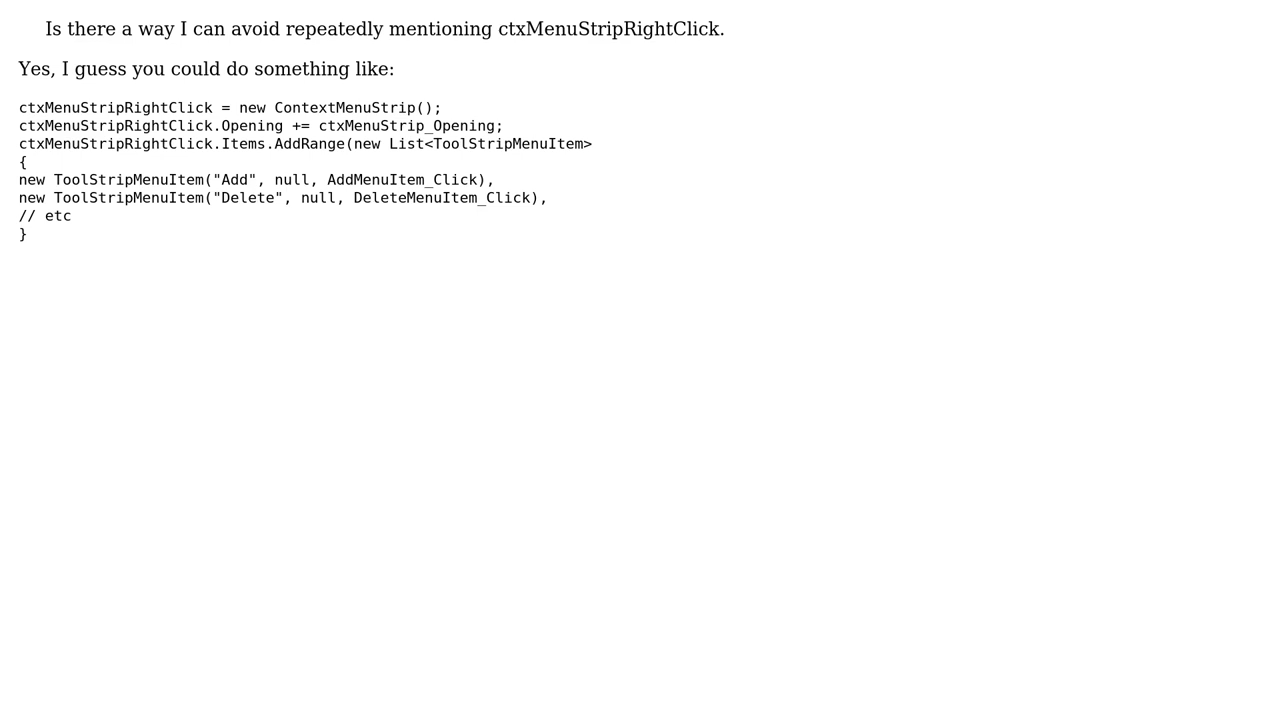 Is there a way I can avoid repeatedly mentioning ctxMenuStripRightClick.
Yes, I guess you could do something like:
ctxMenuStripRightClick = new ContextMenuStrip();
ctxMenuStripRightClick.Opening += ctxMenuStrip_Opening;
ctxMenuStripRightClick.Items.AddRange(new List<ToolStripMenuItem>
{
new ToolStripMenuItem("Add", null, AddMenuItem_Click),
new ToolStripMenuItem("Delete", null, DeleteMenuItem_Click),
// etc
}